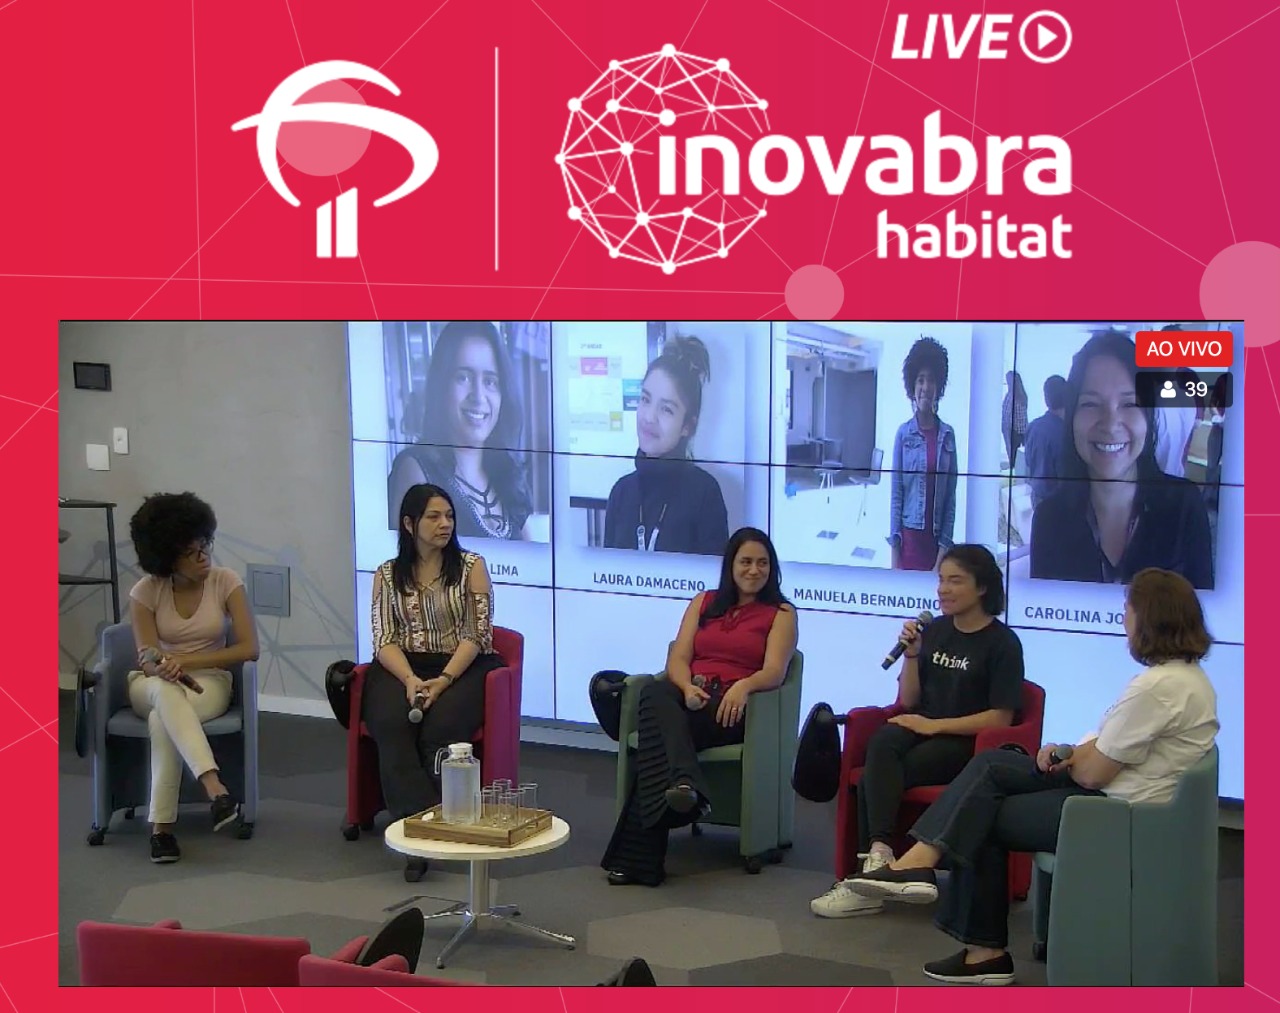 LIVE
inovabra
habitat
AO VIVO
39
LIMA
LAURA DAMACENO
MANUELA BERNADINO
CAROLINA JO
think